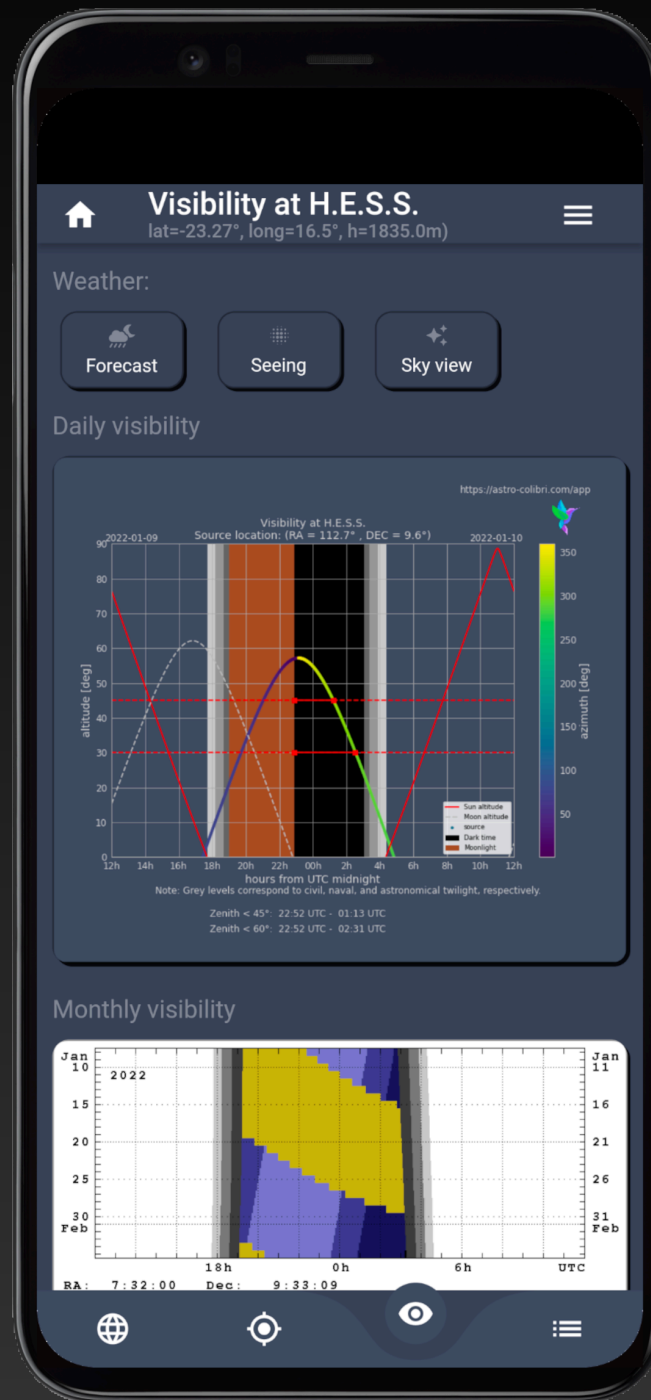 Visibility at H.E.S.S.
lat=-23.27°, long=16.5°, h=1835.0m)
Weather:
Forecast
Seeing
Sky view
Daily visibility
https://astro-colibri.com/app
Visibility at H.E.S.S.
2022-01-09 Source location: (RA = 112.7° , DEC = 9.6°) 2022-01-10
90
80
70
60
50
40
30
20
10
0
altitude [deg]
350
300
250
200
150
100
50
azimuth [deg]
Sun altitude
Moon altitude
source
Dark time
Moonlight
12h 14h 16h 18h 20h 22h 00h 2h 4h 6h 8h 10h 12h
hours from UTC midnight
Note: Grey levels correspond to civil, naval, and astronomical twilight, respectively.
Zenith < 45°: 22:52 UTC - 01:13 UTC
Zenith < 60°: 22:52 UTC - 02:31 UTC
Monthly visibility
Jan Jan
10 2022 11
15 16
20 21
25 26
30 31
Feb Feb
18h 0h 6h UTC
RA: 7:32:00 Dec: 9:33:09